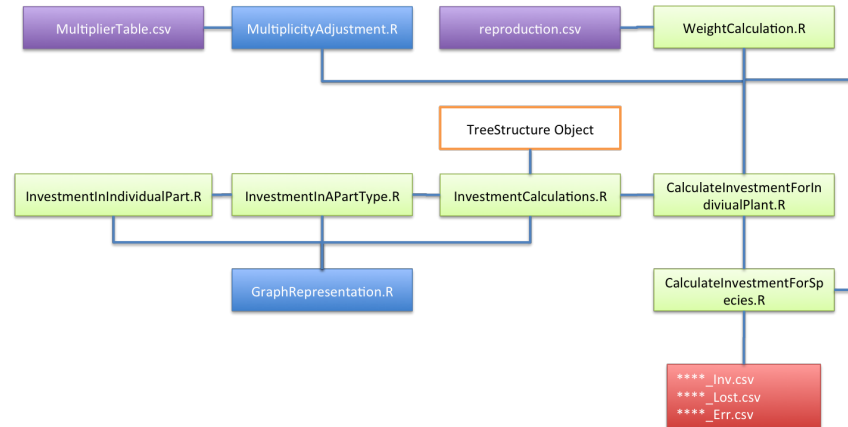 MultiplierTable.csv
MultiplicityAdjustment.R
reproduction.csv
WeightCalculation.R
TreeStructure Object
InvestmentInIndividualPart.R
InvestmentInAPartType.R
InvestmentCalculations.R
CalculateInvestmentForIn
diviualPlant.R
GraphRepresentation.R
CalculateInvestmentForSp
ecies.R
****_Inv.csv
****_Lost.csv
****_Err.csv